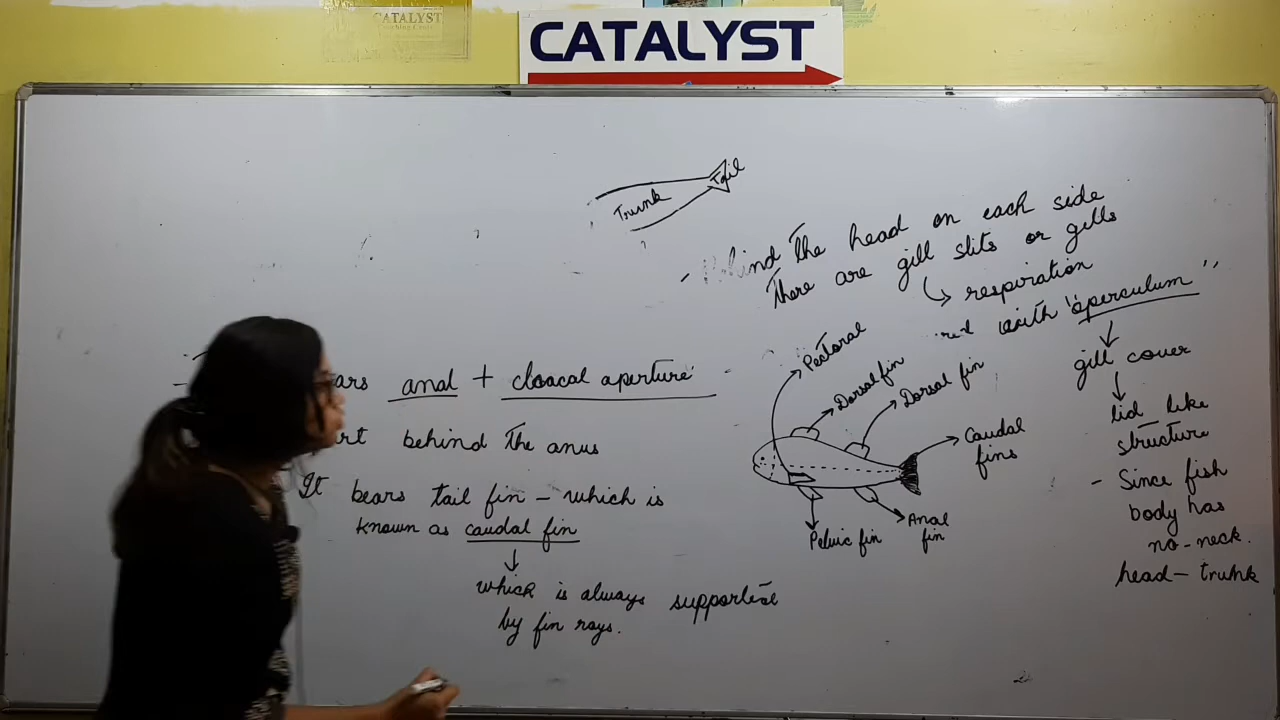 CATALYST
CATALYST
Trunk
Tail
- Behind the head on each side
there are gill slits or gills
respiration
with "operculum"
gill cover
lid like
structure
- Since fish
body has
no-neck.
head - trunk
anal + cloacal aperture
behind the anus
It bears tail fin - which is
known as caudal fin
which is always supportive
by fin rays.
Pectoral
Dorsal fin
Dorsal fin
Caudal
fins
Pelvic fin
Anal
fin